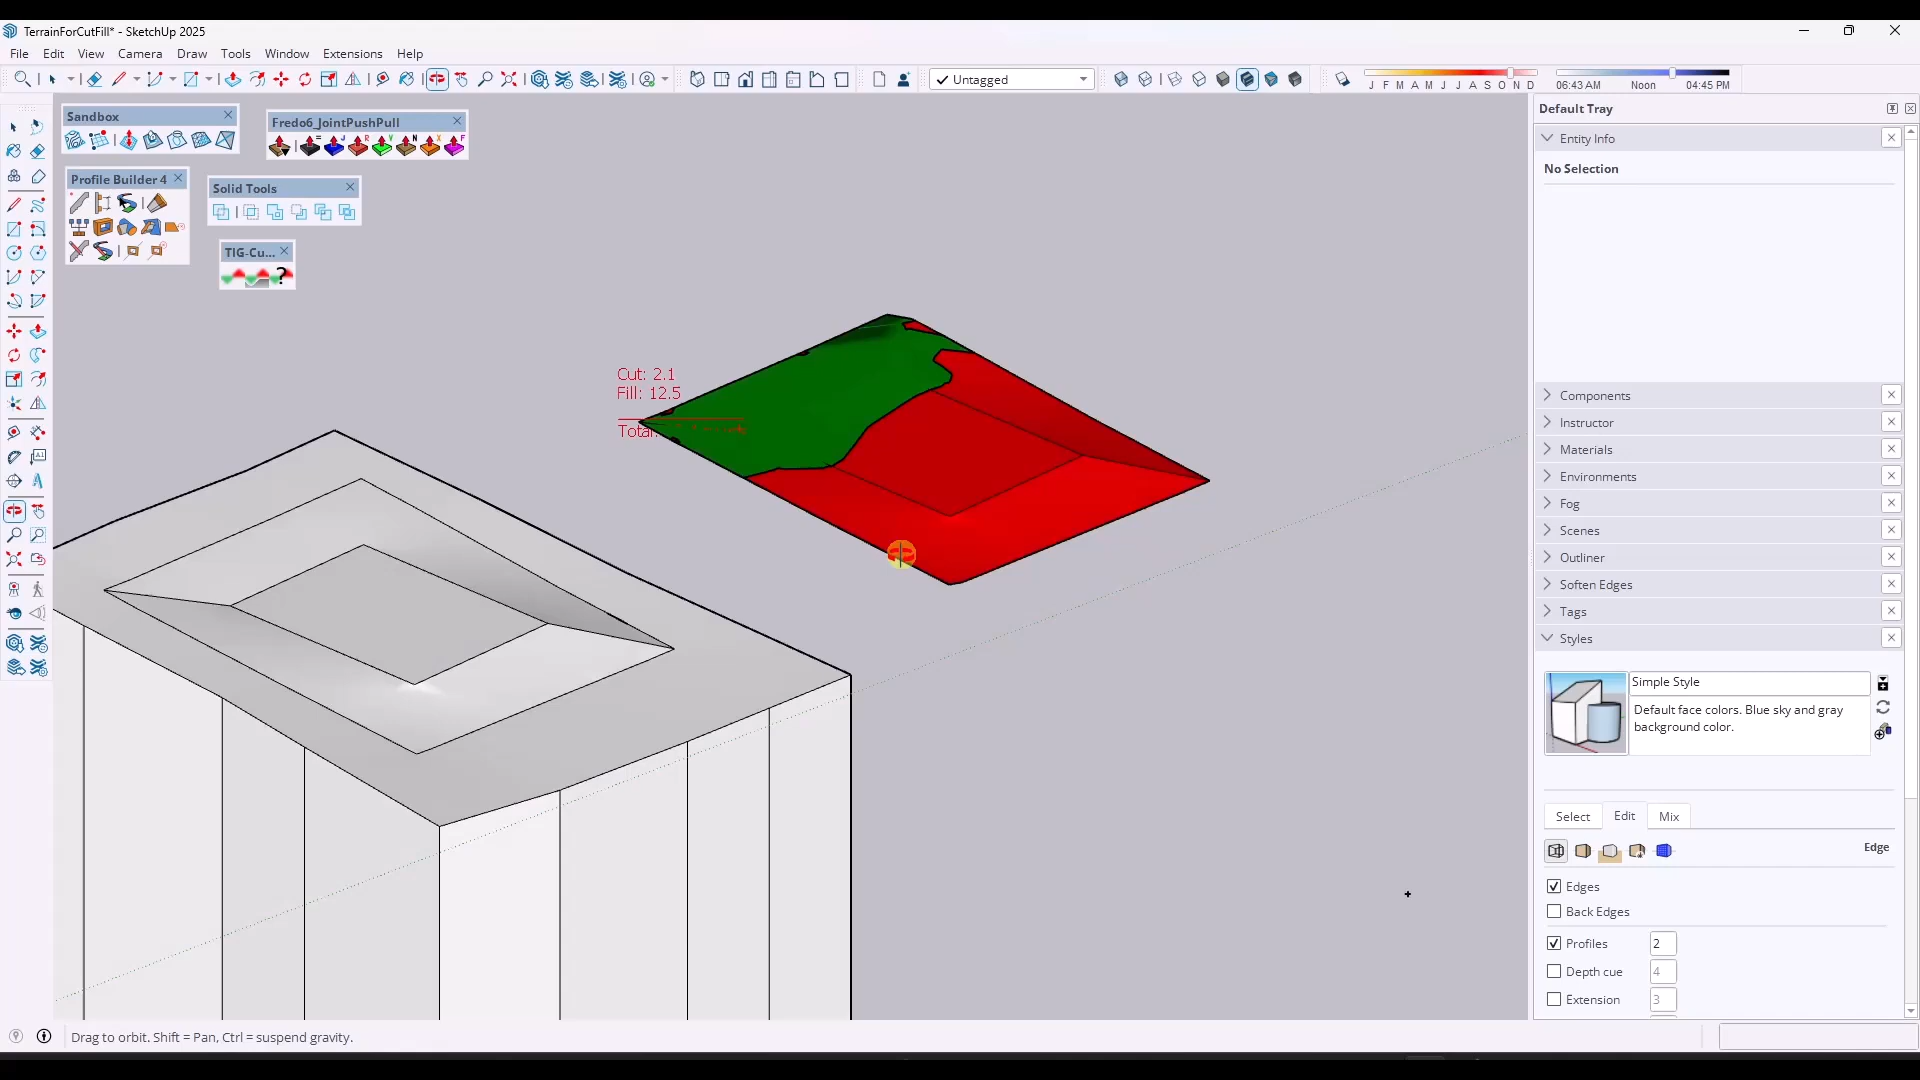 TerrainForCutFill* - SketchUp 2025
File Edit View Camera Draw Tools Window Extensions Help
Untagged
J F M A M J J A S O N D
06:43 AM Noon 04:45 PM
Sandbox
Fredo6_JointPushPull
Profile Builder 4
Solid Tools
TIG-Cu...
Cut: 2.1
Fill: 12.5
Total:
Default Tray
Entity Info
No Selection
Components
Instructor
Materials
Environments
Fog
Scenes
Outliner
Soften Edges
Tags
Styles
Simple Style
Default face colors. Blue sky and gray
background color.
Select Edit Mix
Edge
Edges
Back Edges
Profiles 2
Depth cue 4
Extension 3
Drag to orbit. Shift = Pan, Ctrl = suspend gravity.